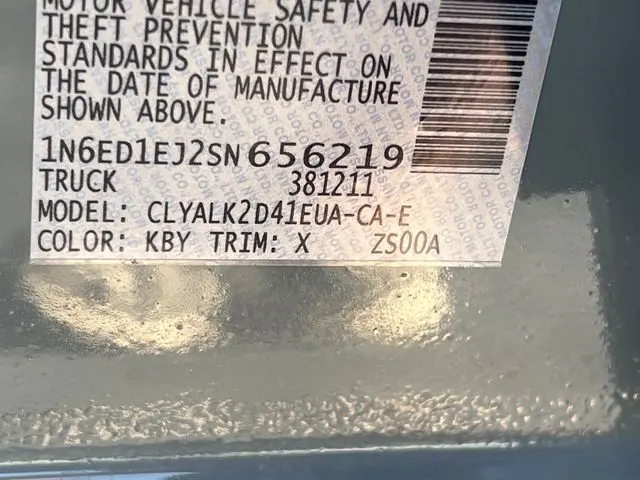 MOTOR VEHICLE SAFETY AND
THEFT PREVENTION
STANDARDS IN EFFECT ON
THE DATE OF MANUFACTURE
SHOWN ABOVE.
1N6ED1EJ2SN656219
TRUCK 381211
MODEL: CLYALK2D41EUA-CA-E
COLOR: KBY TRIM: X ZS00A